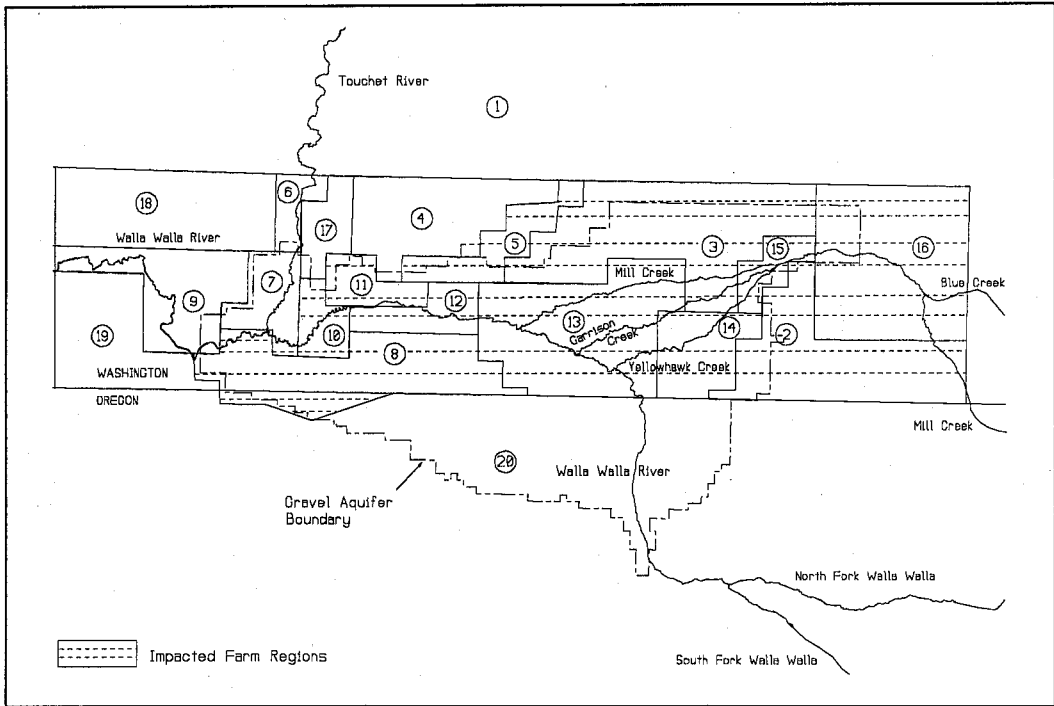 Touchet River
1
6
18
17
4
Walla Walla River
5
3
15
16
Mill Creek
7
11
Blue Creek
9
12
13
Garrison Creek
19
10
14
2
8
Yellowhawk Creek
WASHINGTON
OREGON
Mill Creek
20
Walla Walla River
Gravel Aquifer
Boundary
North Fork Walla Walla
Impacted Farm Regions
South Fork Walla Walla